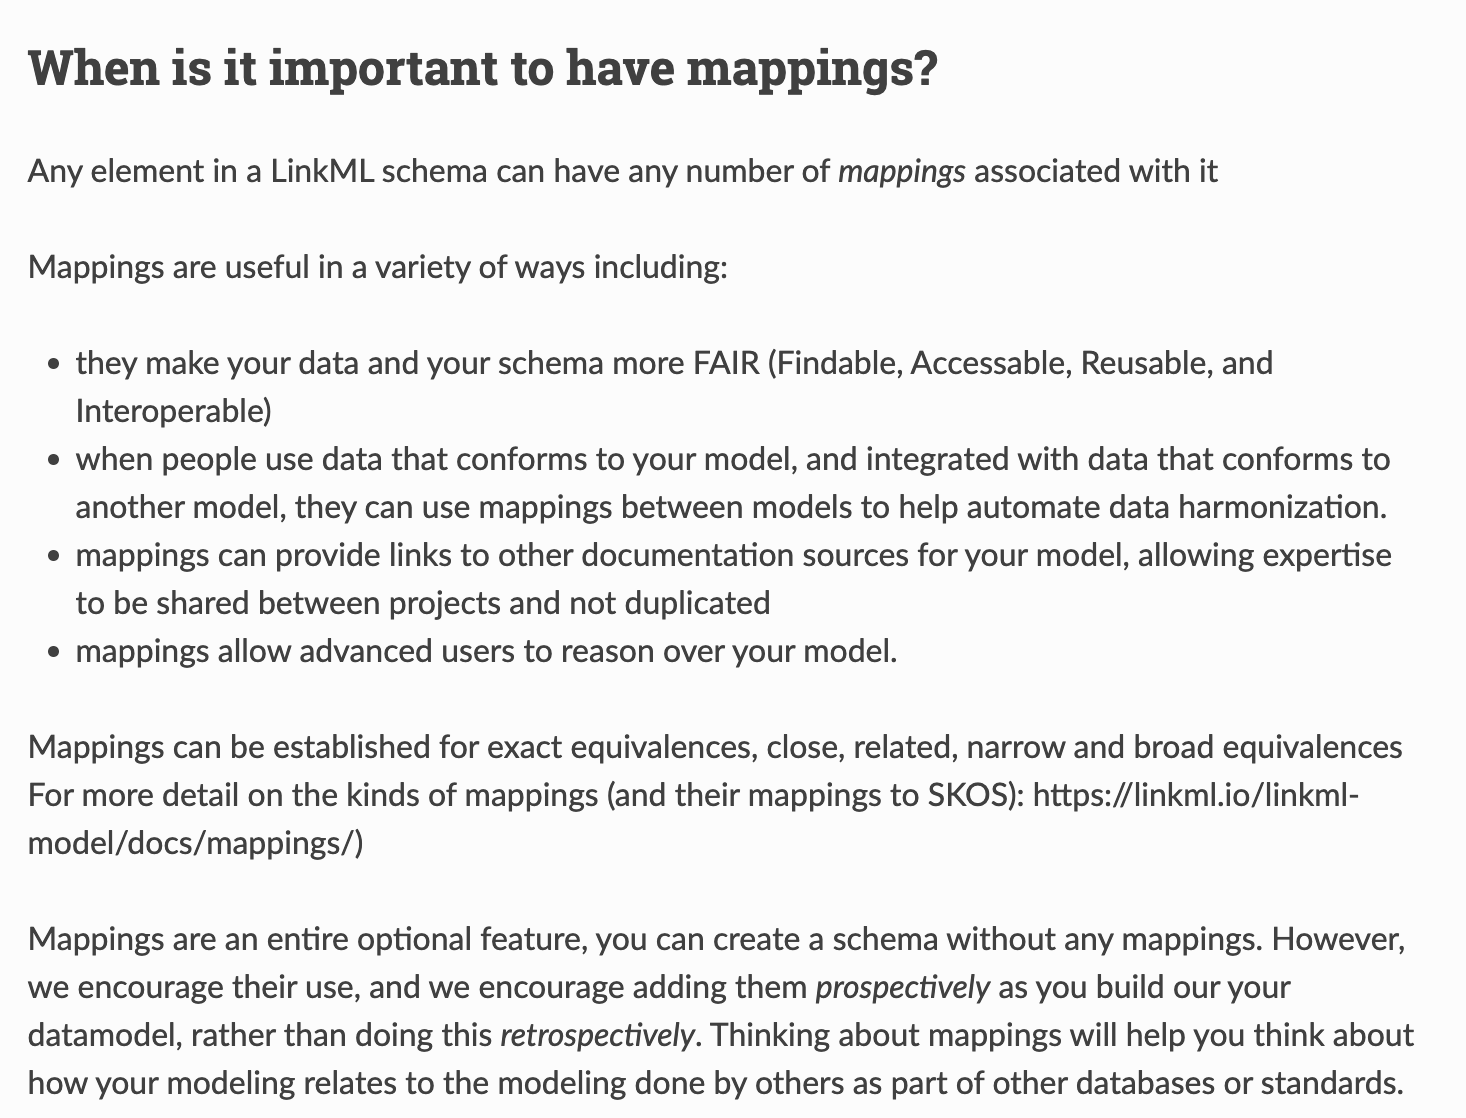 When is it important to have mappings?
Any element in a LinkML schema can have any number of mappings associated with it
Mappings are useful in a variety of ways including:
• they make your data and your schema more FAIR (Findable, Accessable, Reusable, and
Interoperable)
• when people use data that conforms to your model, and integrated with data that conforms to
another model, they can use mappings between models to help automate data harmonization.
• mappings can provide links to other documentation sources for your model, allowing expertise
to be shared between projects and not duplicated
• mappings allow advanced users to reason over your model.
Mappings can be established for exact equivalences, close, related, narrow and broad equivalences
For more detail on the kinds of mappings (and their mappings to SKOS): https://linkml.io/linkml-
model/docs/mappings/)
Mappings are an entire optional feature, you can create a schema without any mappings. However,
we encourage their use, and we encourage adding them prospectively as you build our your
datamodel, rather than doing this retrospectively. Thinking about mappings will help you think about
how your modeling relates to the modeling done by others as part of other databases or standards.